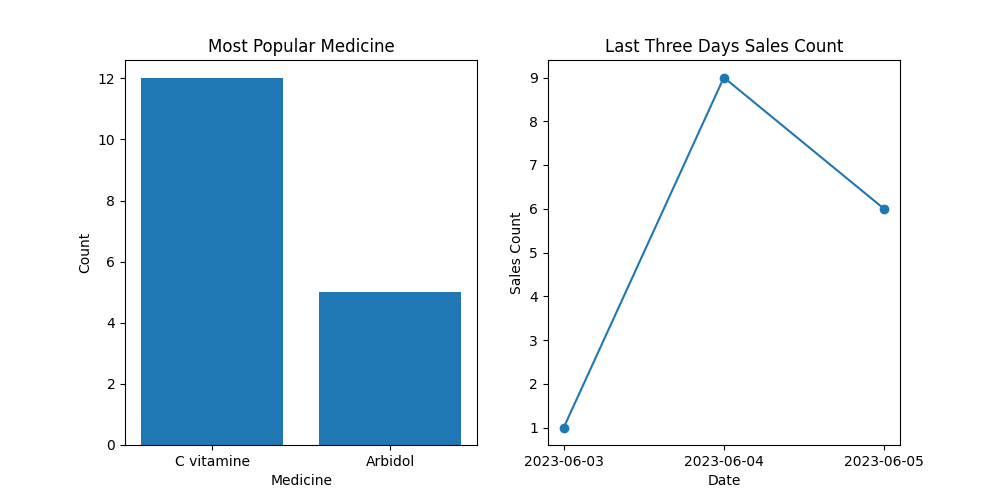 Most Popular Medicine
Count
12
10
8
6
4
2
0
C vitamine
Arbidol
Medicine
Last Three Days Sales Count
Sales Count
9
8
7
6
5
4
3
2
1
2023-06-03
2023-06-04
2023-06-05
Date